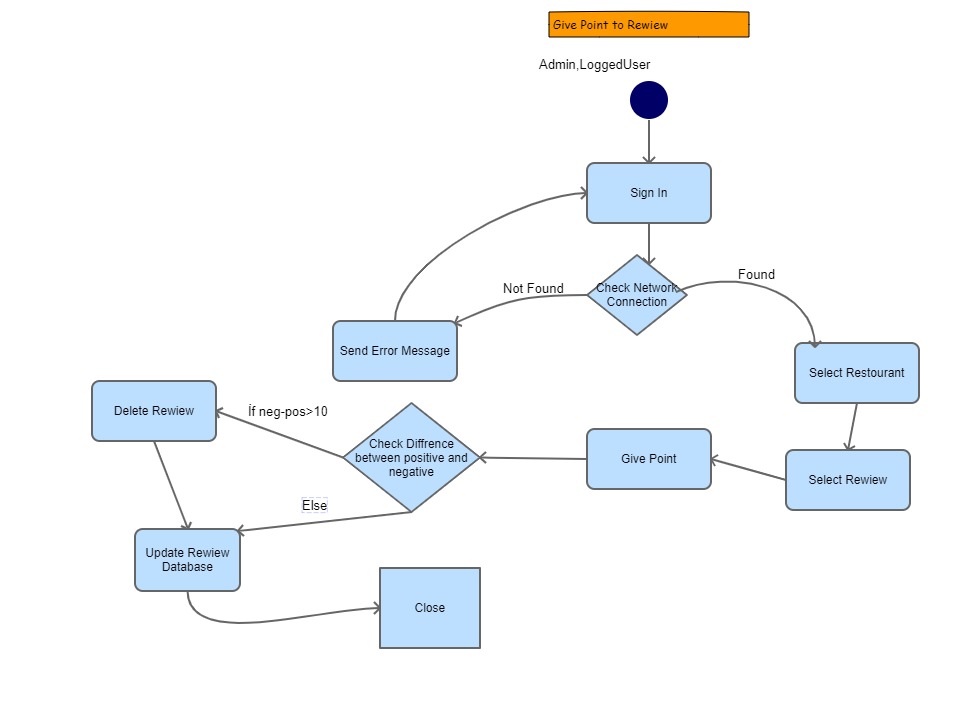 Give Point to Rewiew
Admin,LoggedUser
Sign In
Check Network
Connection
Found
Not Found
Send Error Message
Select Restourant
Delete Rewiew
İf neg-pos>10
Check Diffrence
between positive and
negative
Give Point
Select Rewiew
Else
Update Rewiew
Database
Close